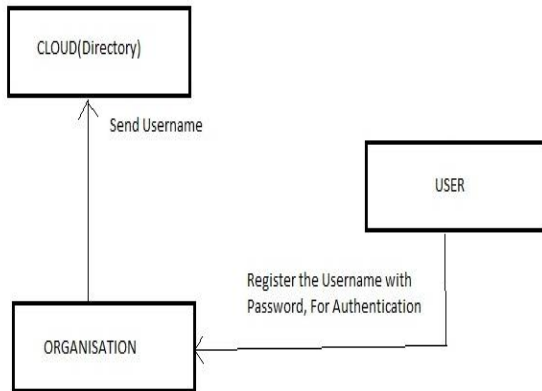 CLOUD(Directory)
Send Username
USER
Register the Username with
Password, For Authentication
ORGANISATION